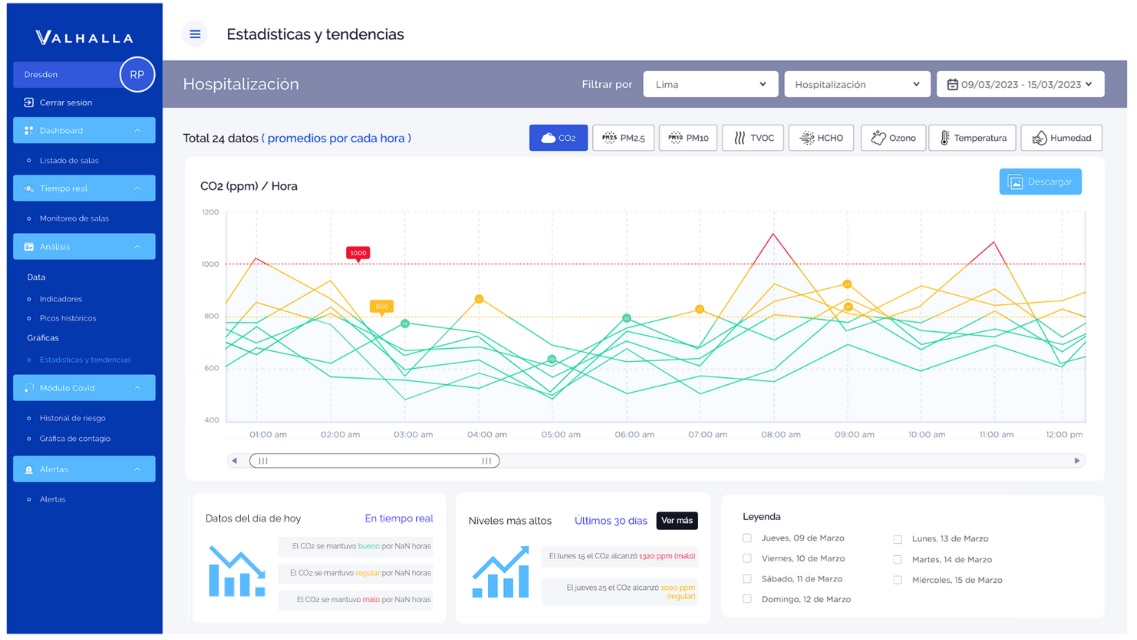 VALHALLA
Dresden
RP
Cerrar sesión
Dashboard
Listado de salas
Tiempo real
Monitoreo de salas
Análisis
Data
Indicadores
Picos históricos
Gráficas
Estadísticas y tendencias
Módulo Covid
Historial de riesgo
Gráfica de contagio
Alertas
Alertas
Estadísticas y tendencias
Hospitalización
Filtrar por
Lima
Hospitalización
09/03/2023 - 15/03/2023
Total 24 datos ( promedios por cada hora )
CO2
PM2.5 PM2.5
PM10 PM10
TVOC
HCHO
Ozono
Temperatura
Humedad
CO2 (ppm) / Hora
Descargar
1200
1000
800
600
400
1000
800
01:00 am 02:00 am 03:00 am 04:00 am 05:00 am 06:00 am 07:00 am 08:00 am 09:00 am 10:00 am 11:00 am 12:00 pm
Datos del día de hoy
En tiempo real
El CO2 se mantuvo bueno por NaN horas
El CO2 se mantuvo regular por NaN horas
El CO2 se mantuvo malo por NaN horas
Niveles más altos
Últimos 30 días
Ver más
El lunes 15 el CO2 alcanzó 1320 ppm (malo)
El jueves 25 el CO2 alcanzó 1000 ppm
(regular)
Leyenda
Jueves, 09 de Marzo
Viernes, 10 de Marzo
Sábado, 11 de Marzo
Domingo, 12 de Marzo
Lunes, 13 de Marzo
Martes, 14 de Marzo
Miércoles, 15 de Marzo